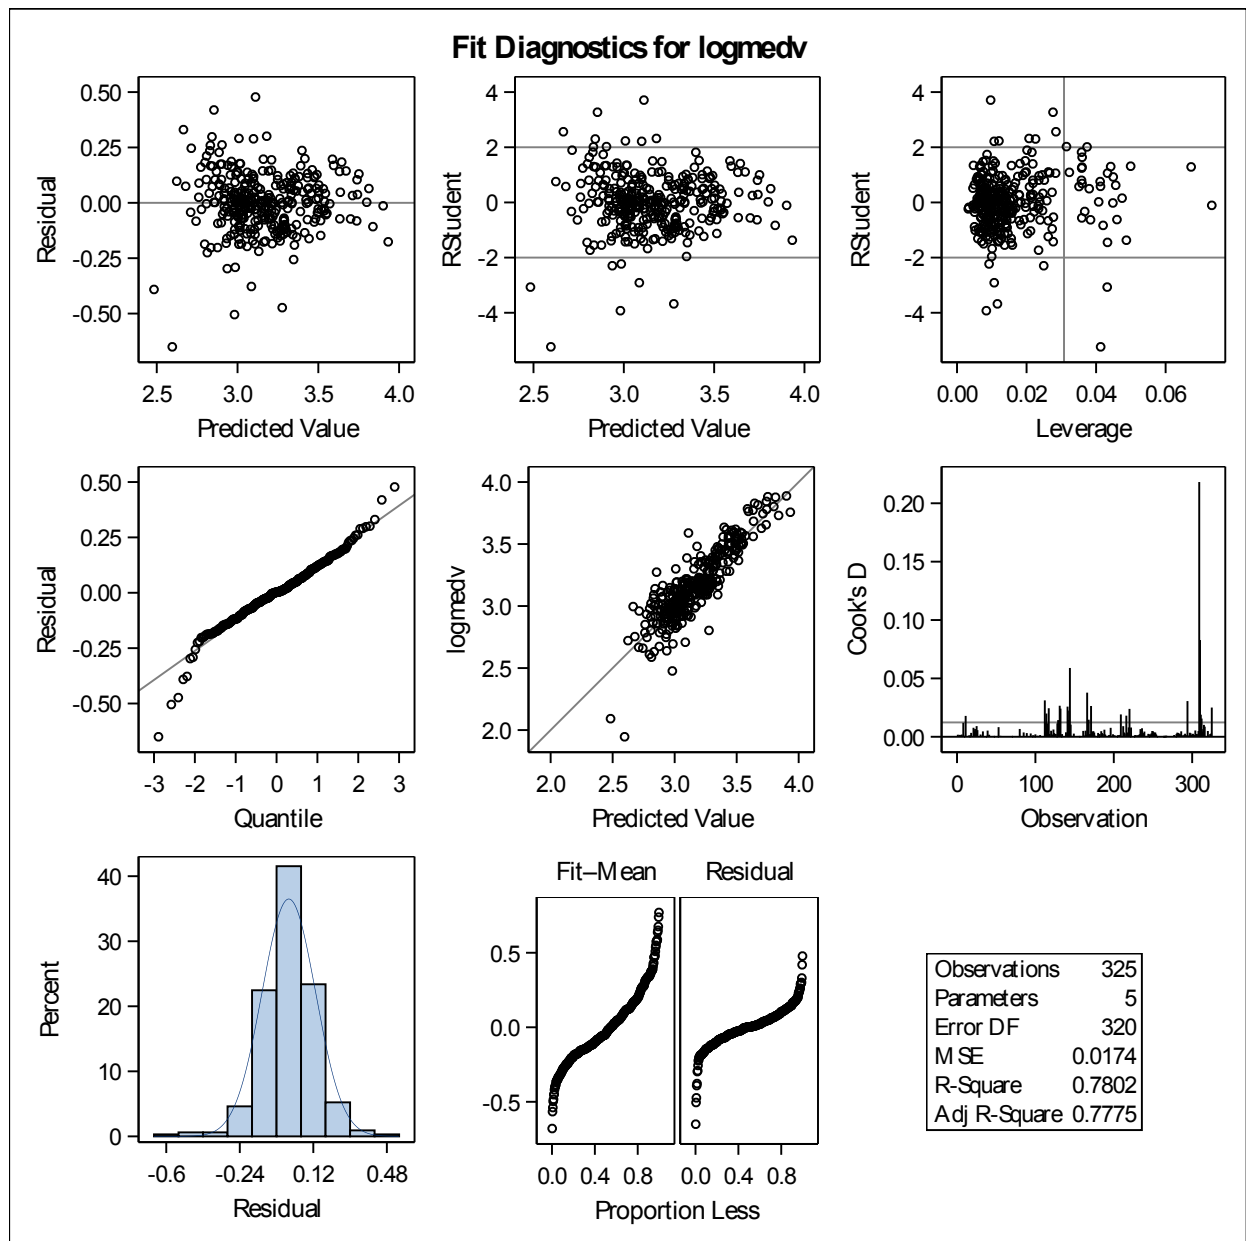 Fit Diagnostics for logmedv
0.50
0.25
0.00
-0.25
-0.50
Residual
2.5 3.0 3.5 4.0
Predicted Value
4
2
0
-2
-4
RStudent
2.5 3.0 3.5 4.0
Predicted Value
4
2
0
-2
-4
RStudent
0.00 0.02 0.04 0.06
Leverage
0.50
0.25
0.00
-0.25
-0.50
Residual
-3 -2 -1 0 1 2 3
Quantile
4.0
3.5
3.0
2.5
2.0
logmedv
2.0 2.5 3.0 3.5 4.0
Predicted Value
0.20
0.15
0.10
0.05
0.00
Cook's D
0 100 200 300
Observation
40
30
20
10
0
Percent
-0.6 -0.24 0.12 0.48
Residual
Fit–Mean Residual
0.5
0.0
-0.5
0.0 0.4 0.8 0.0 0.4 0.8
Proportion Less
Observations 325
Parameters 5
Error DF 320
MSE 0.0174
R-Square 0.7802
Adj R-Square 0.7775